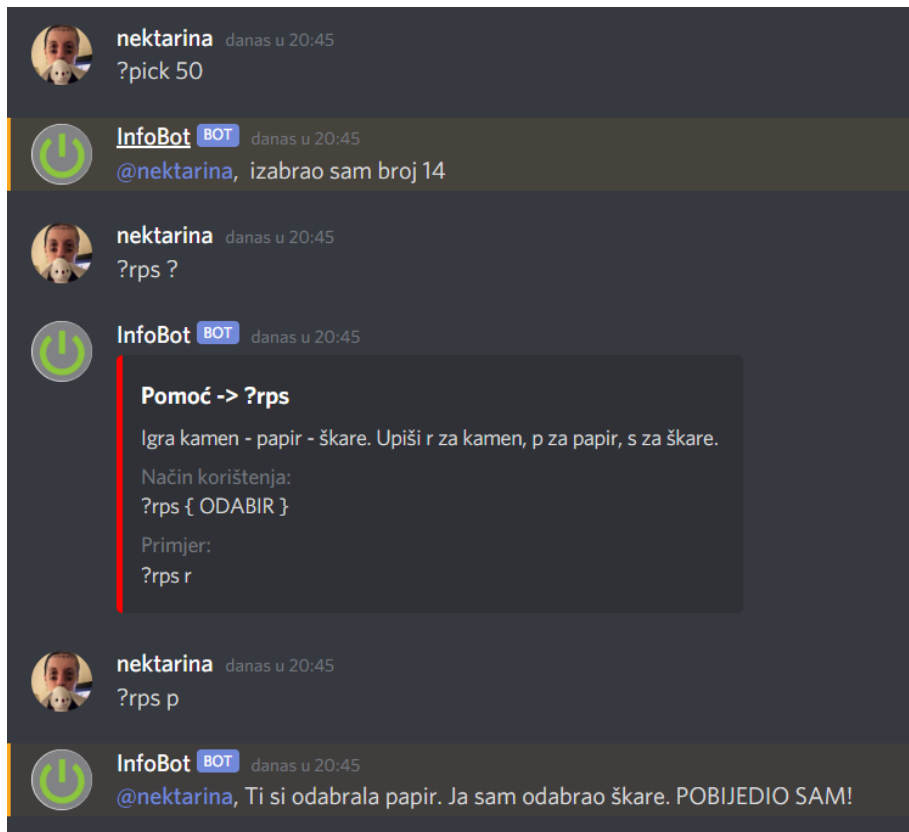 nektarina danas u 20:45
?pick 50
InfoBot BOT danas u 20:45
@nektarina, izabrao sam broj 14
nektarina danas u 20:45
?rps ?
InfoBot BOT danas u 20:45
Pomoć -> ?rps
Igra kamen - papir - škare. Upiši r za kamen, p za papir, s za škare.
Način korištenja:
?rps { ODABIR }
Primjer:
?rps r
nektarina danas u 20:45
?rps p
InfoBot BOT danas u 20:45
@nektarina, Ti si odabrala papir. Ja sam odabrao škare. POBIJEDIO SAM!